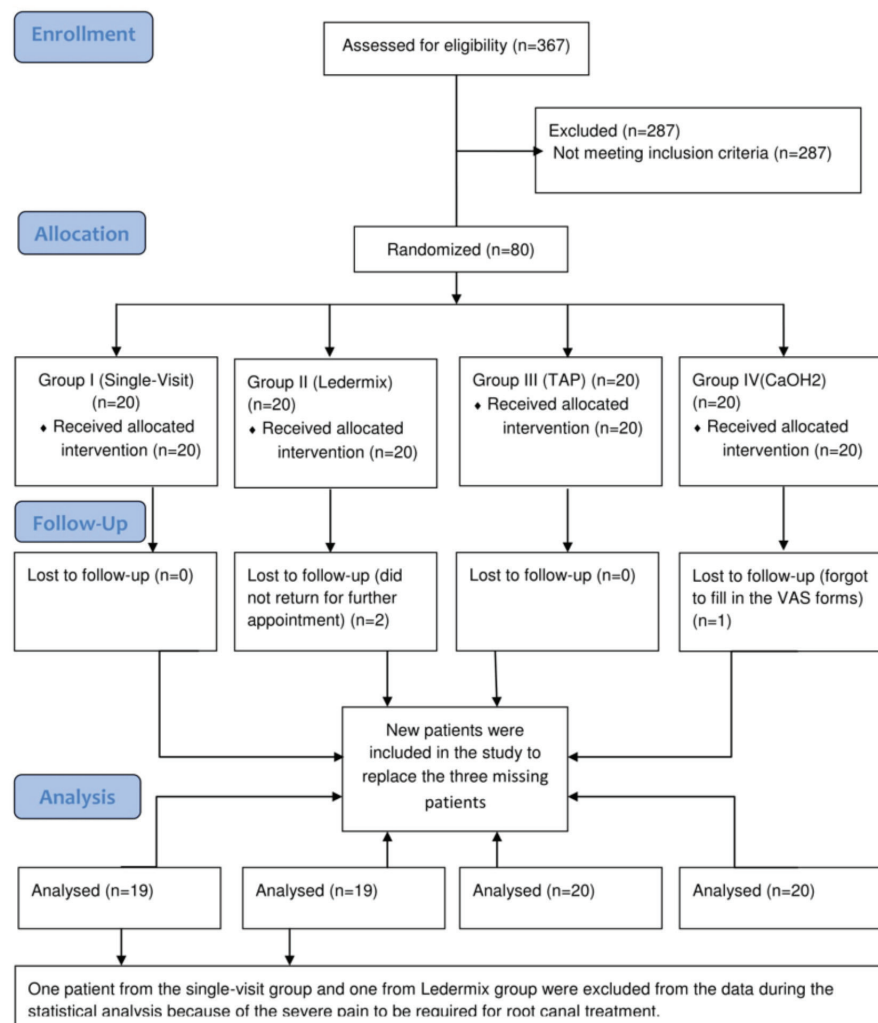 Enrollment
Assessed for eligibility (n=367)
Excluded (n=287)
Not meeting inclusion criteria (n=287)
Allocation
Randomized (n=80)
Group I (Single-Visit)
(n=20)
♦ Received allocated
intervention (n=20)
Group II (Ledermix)
(n=20)
♦ Received allocated
intervention (n=20)
Group III (TAP) (n=20)
♦ Received allocated
intervention (n=20)
Group IV(CaOH2)
(n=20)
♦ Received allocated
intervention (n=20)
Follow-Up
Lost to follow-up (n=0)
Lost to follow-up (did
not return for further
appointment) (n=2)
Lost to follow-up (n=0)
Lost to follow-up (forgot
to fill in the VAS forms)
(n=1)
New patients were
included in the study to
replace the three missing
patients
Analysis
Analysed (n=19)
Analysed (n=19)
Analysed (n=20)
Analysed (n=20)
One patient from the single-visit group and one from Ledermix group were excluded from the data during the
statistical analysis because of the severe pain to be required for root canal treatment.